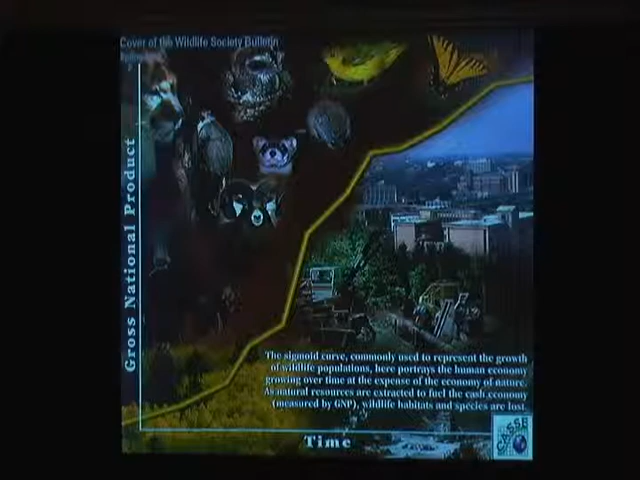 Cover of the Wildlife Society Bulletin
Gross National Product
The sigmoid curve, commonly used to represent the growth
of wildlife populations, here portrays the human economy
growing over time at the expense of the economy of nature.
As natural resources are extracted to fuel the cash economy
(measured by GNP), wildlife habitats and species are lost.
Time
CASSE